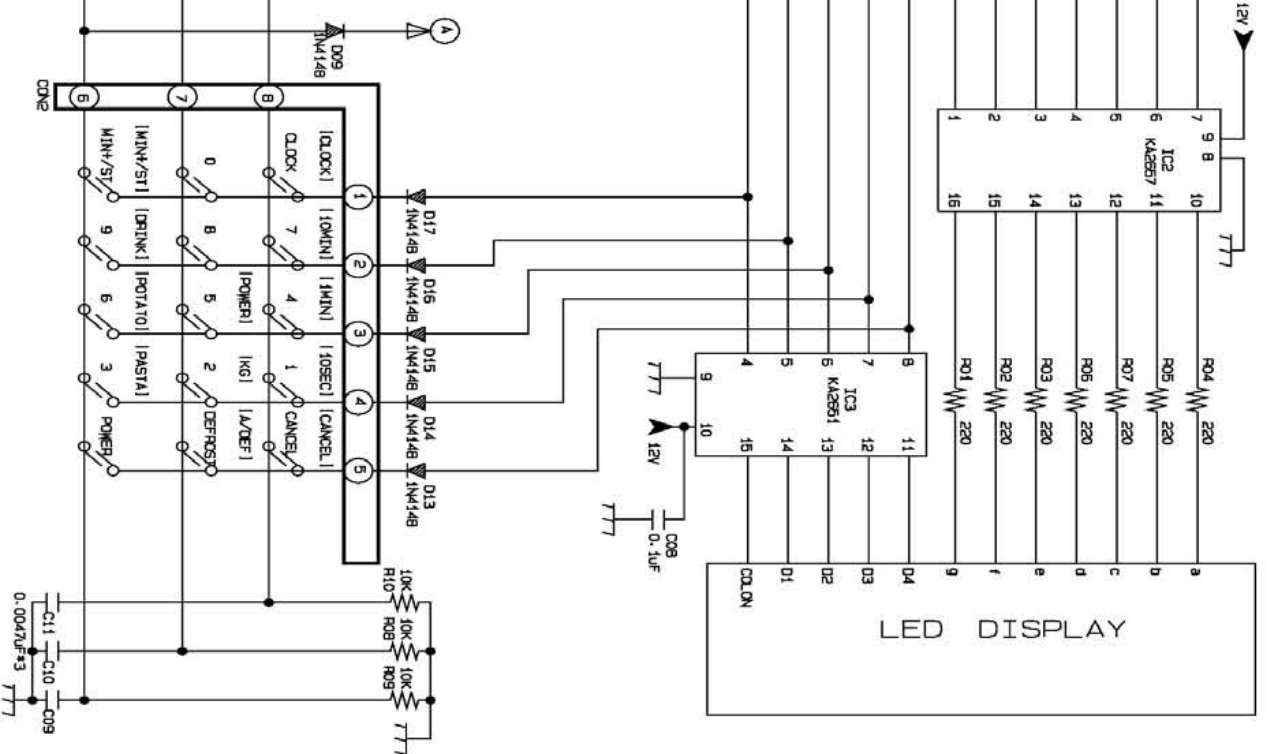 12V
A
D09
1N4148
CON2
6
7
8
1
2
3
4
5
6
7
9
8
IC2
KA2657
16
15
14
13
12
11
10
MIN+/ST
[MIN+/ST]
0
CLOCK
[CLOCK]
1
D17
1N4148
9
[DRINK]
8
7
[10MIN]
2
D16
1N4148
6
[POTATO]
5
[POWER]
4
[1MIN]
3
D15
1N4148
3
[PASTA]
2
[KG]
1
[10SEC]
4
D14
1N4148
POWER
DEFROST
[A/DEF]
CANCEL
[CANCEL]
5
D13
1N4148
4
5
6
7
8
9
10
IC3
KA2651
15
14
13
12
11
12V
C08
0.1uF
R01
220
R02
220
R03
220
R06
220
R07
220
R05
220
R04
220
COLON
D1
D2
D3
D4
g
f
e
d
c
b
a
LED DISPLAY
10K
R10
10K
R08
10K
R09
C11
C10
C09
0.0047uF*3